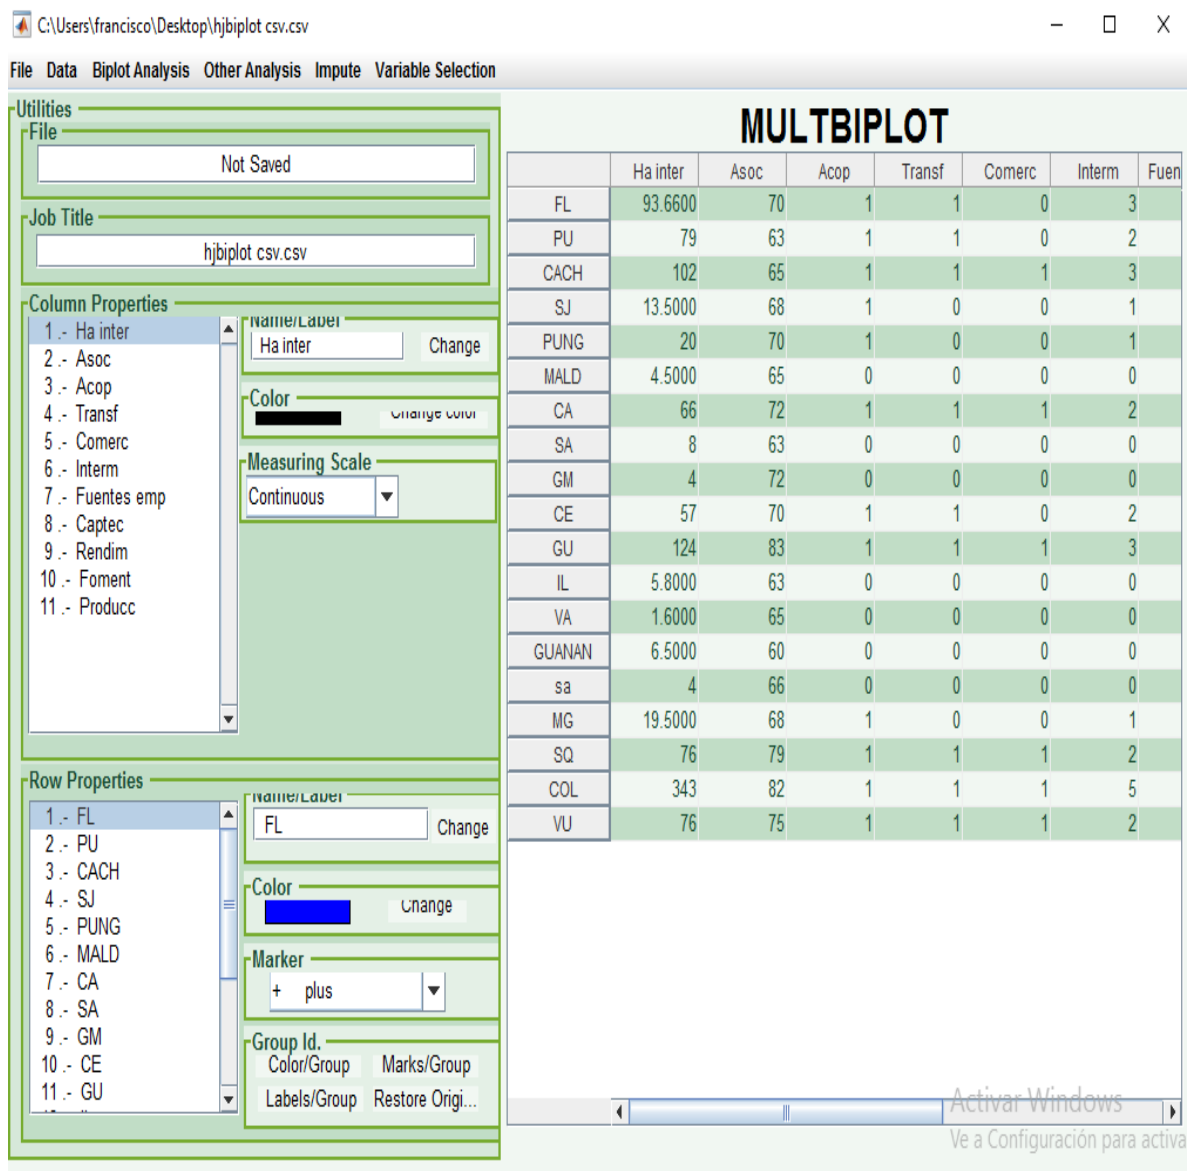 C:\Users\francisco\Desktop\hjbiplot csv.csv
File Data Biplot Analysis Other Analysis Impute Variable Selection
Utilities
File
Not Saved
Job Title
hjbiplot csv.csv
Column Properties
1 .- Ha inter
2 .- Asoc
3 .- Acop
4 .- Transf
5 .- Comerc
6 .- Interm
7 .- Fuentes emp
8 .- Captec
9 .- Rendim
10 .- Foment
11 .- Producc
Name/Label
Ha inter Change
Color
Change color
Measuring Scale
Continuous
Row Properties
1 .- FL
2 .- PU
3 .- CACH
4 .- SJ
5 .- PUNG
6 .- MALD
7 .- CA
8 .- SA
9 .- GM
10 .- CE
11 .- GU
Name/Label
FL Change
Color
Change
Marker
+ plus
Group Id.
Color/Group Marks/Group
Labels/Group Restore Origi...
MULTBIPLOT
Ha inter Asoc Acop Transf Comerc Interm Fuen
FL 93.6600 70 1 1 0 3
PU 79 63 1 1 0 2
CACH 102 65 1 1 1 3
SJ 13.5000 68 1 0 0 1
PUNG 20 70 1 0 0 1
MALD 4.5000 65 0 0 0 0
CA 66 72 1 1 1 2
SA 8 63 0 0 0 0
GM 4 72 0 0 0 0
CE 57 70 1 1 0 2
GU 124 83 1 1 1 3
IL 5.8000 63 0 0 0 0
VA 1.6000 65 0 0 0 0
GUANAN 6.5000 60 0 0 0 0
sa 4 66 0 0 0 0
MG 19.5000 68 1 0 0 1
SQ 76 79 1 1 1 2
COL 343 82 1 1 1 5
VU 76 75 1 1 1 2
Activar Windows
Ve a Configuración para activa